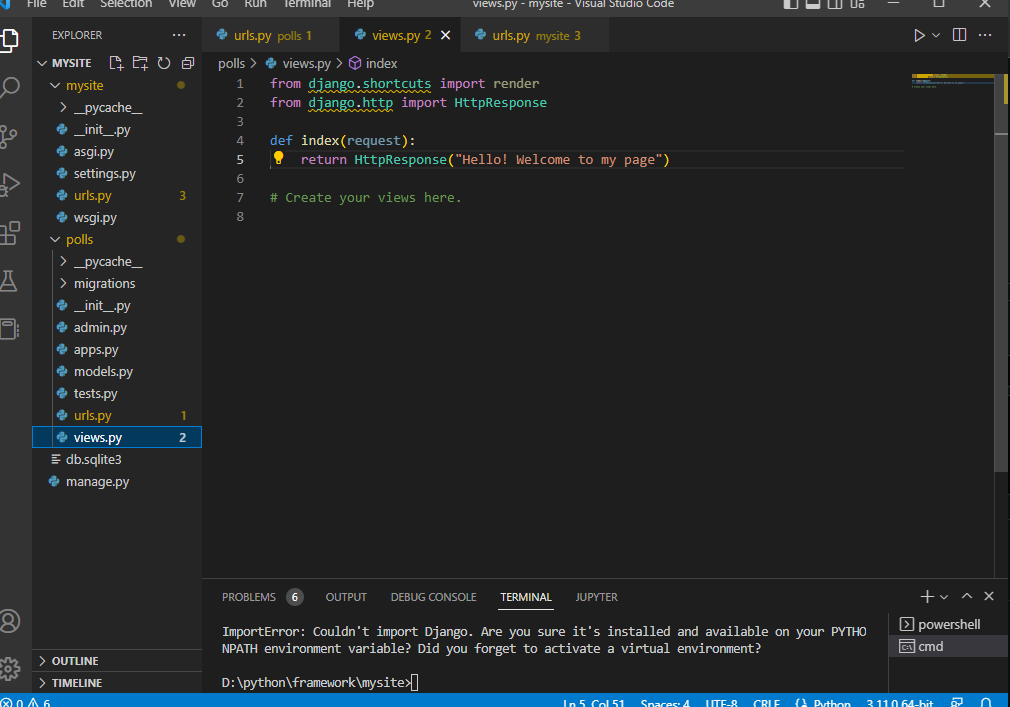 File Edit Selection View Go Run Terminal Help views.py - mysite - Visual Studio Code
EXPLORER
MYSITE
mysite
__pycache__
__init__.py
asgi.py
settings.py
urls.py 3
wsgi.py
polls
__pycache__
migrations
__init__.py
admin.py
apps.py
models.py
tests.py
urls.py 1
views.py 2
db.sqlite3
manage.py
OUTLINE
TIMELINE
urls.py polls 1 views.py 2 urls.py mysite 3
polls > views.py > index
1 from django.shortcuts import render
2 from django.http import HttpResponse
3
4 def index(request):
5 return HttpResponse("Hello! Welcome to my page")
6
7 # Create your views here.
8
PROBLEMS 6 OUTPUT DEBUG CONSOLE TERMINAL JUPYTER
ImportError: Couldn't import Django. Are you sure it's installed and available on your PYTHO
NPATH environment variable? Did you forget to activate a virtual environment?
D:\python\framework\mysite>
powershell
cmd
0 6 Ln 5, Col 51 Spaces: 4 UTF-8 CRLF Python 3.11.0 64-bit